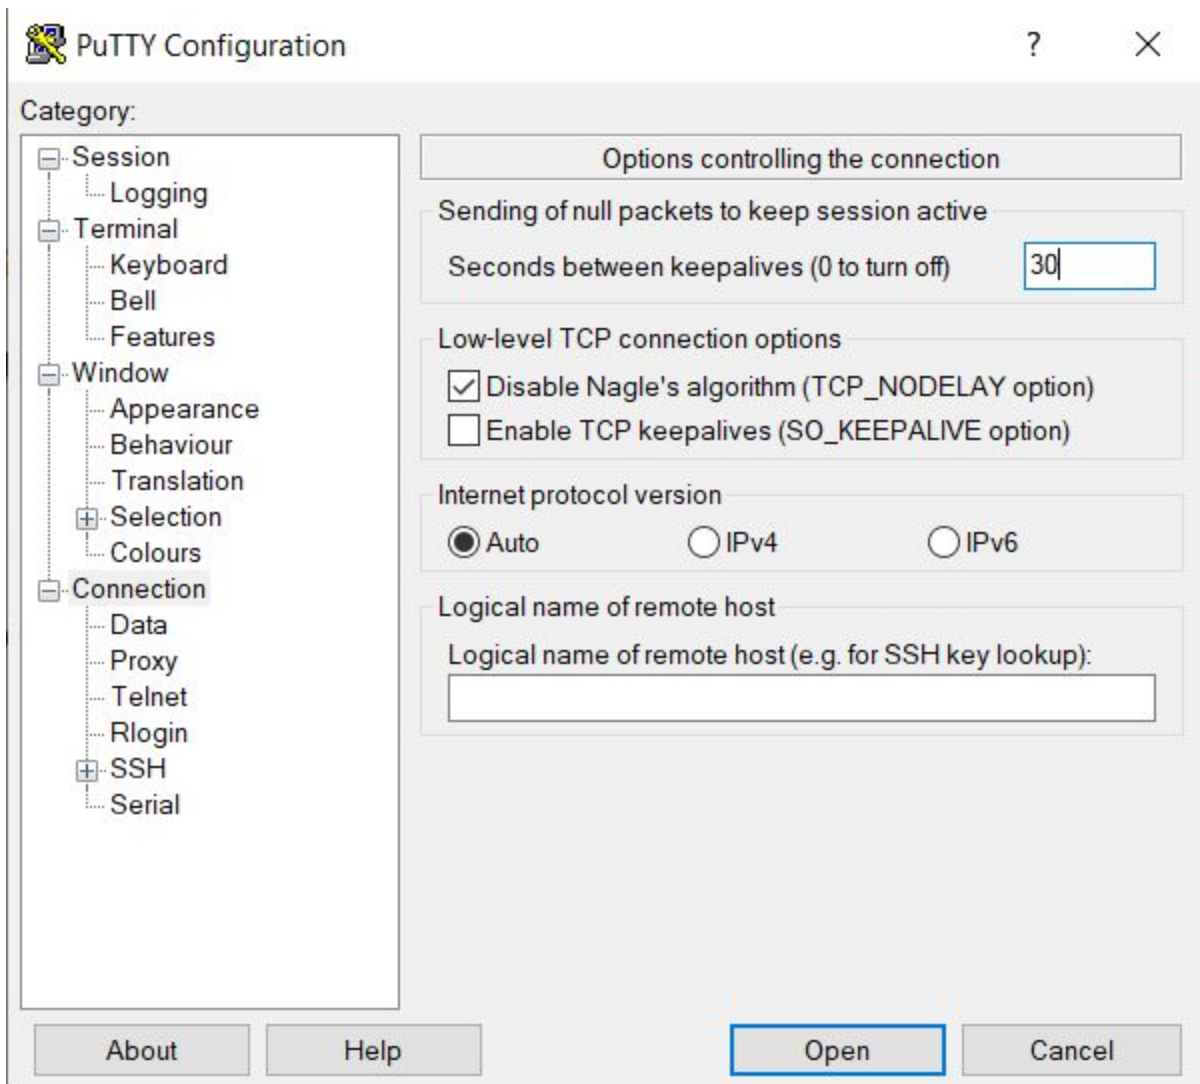 PuTTY Configuration
?
Category:
Session
Logging
Terminal
Keyboard
Bell
Features
Window
Appearance
Behaviour
Translation
Selection
Colours
Connection
Data
Proxy
Telnet
Rlogin
SSH
Serial
Options controlling the connection
Sending of null packets to keep session active
Seconds between keepalives (0 to turn off)
30
Low-level TCP connection options
Disable Nagle's algorithm (TCP_NODELAY option)
Enable TCP keepalives (SO_KEEPALIVE option)
Internet protocol version
Auto
IPv4
IPv6
Logical name of remote host
Logical name of remote host (e.g. for SSH key lookup):
About
Help
Open
Cancel